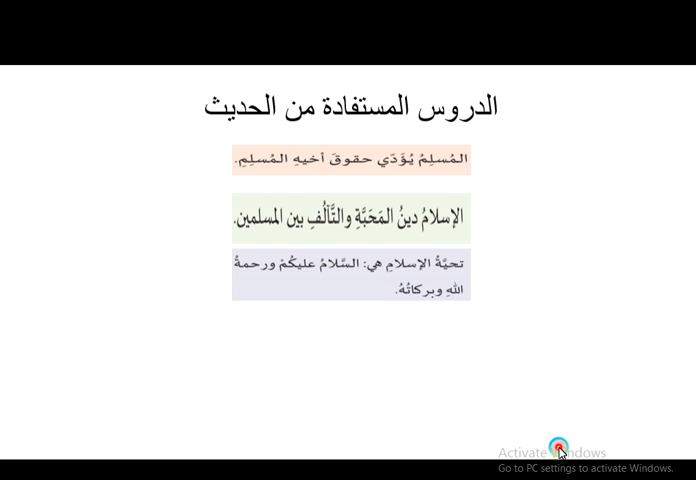 الدروس المستفادة من الحديث
المُسلِمُ يُؤَدّي حقوقَ أخيهِ المُسلِمِ.
الإسلامُ دينُ المَحَبَّةِ والتَّآلُفِ بين المسلمين.
تحيَّةُ الإسلامِ هي: السَّلامُ عليكُمْ ورحمةُ
اللهِ وبركاتُهُ.
Activate Windows
Go to PC settings to activate Windows.